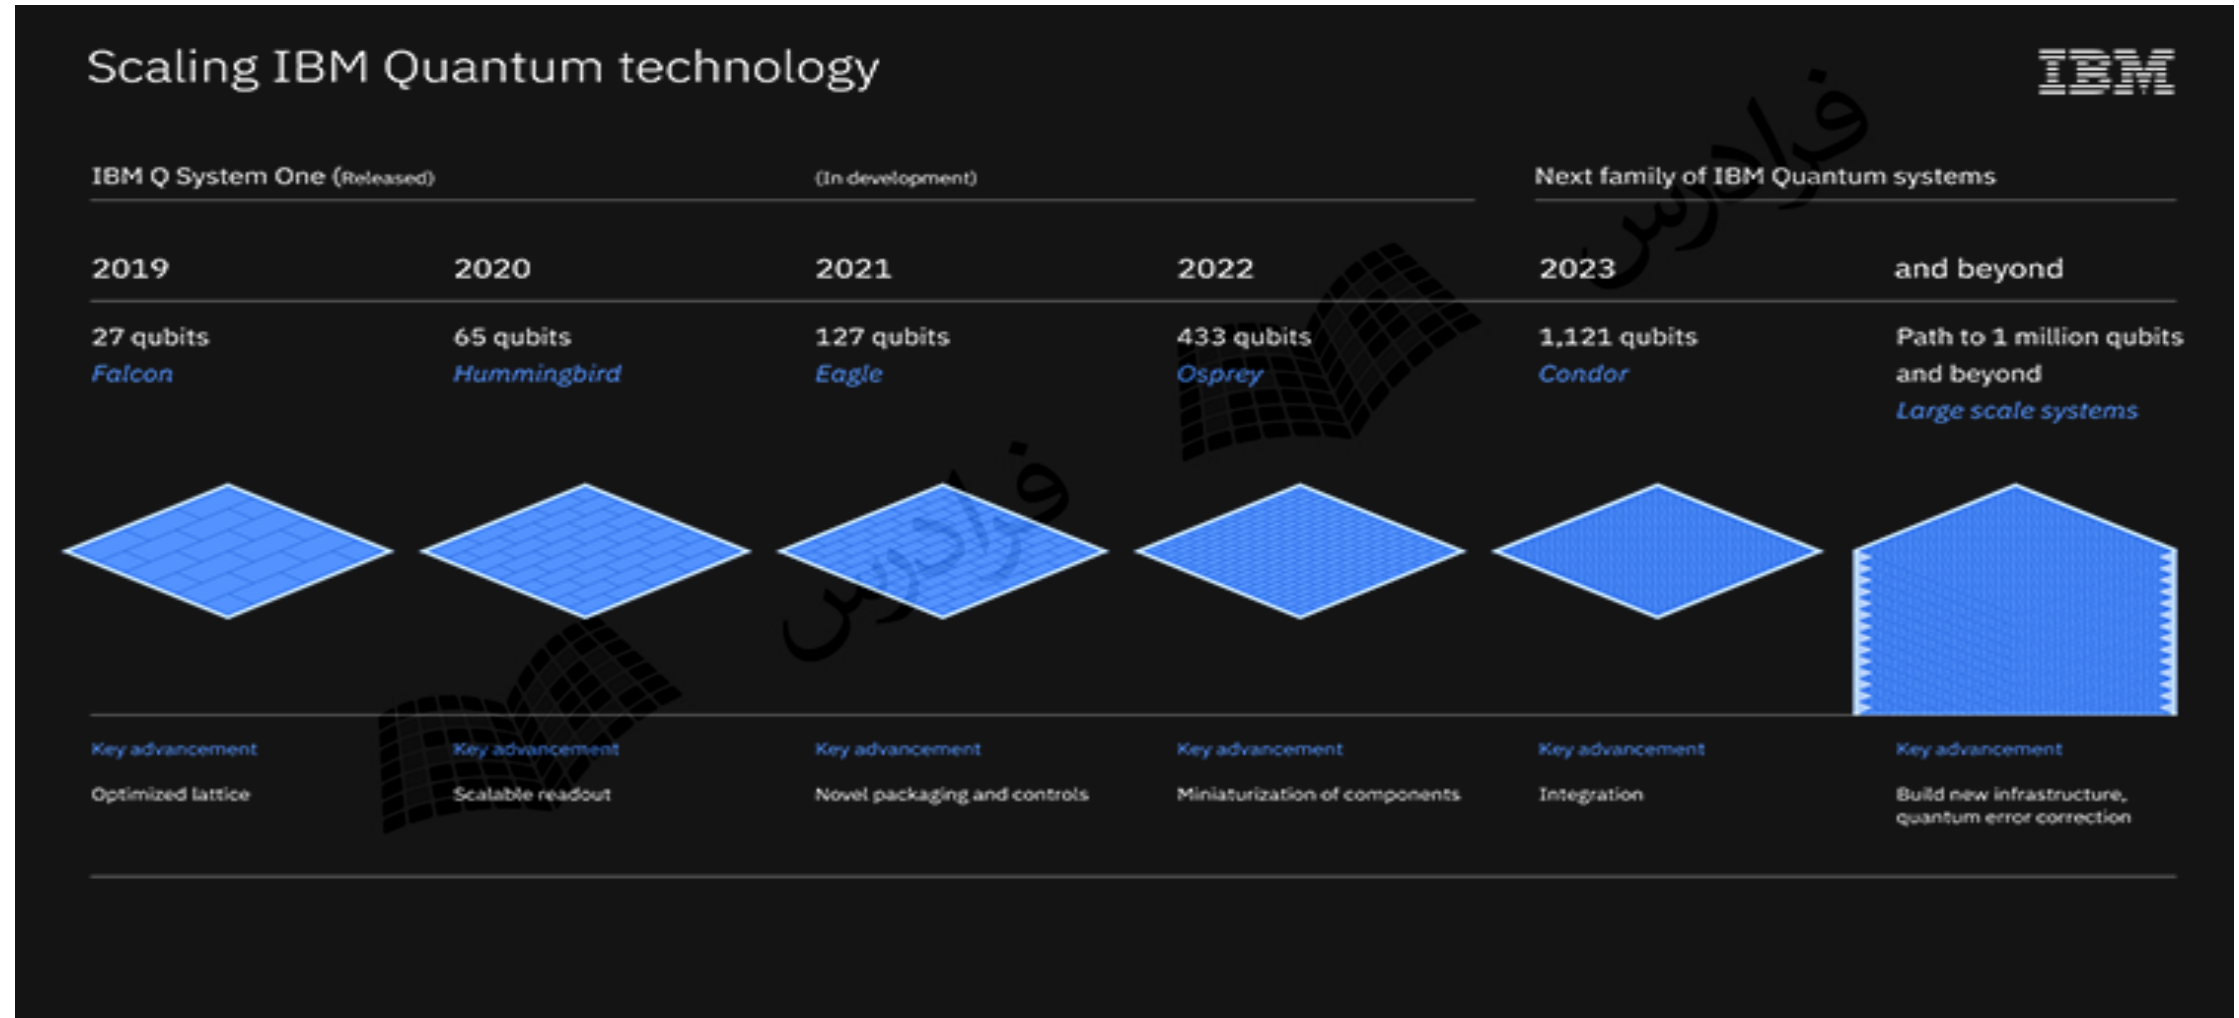 Scaling IBM Quantum technology
IBM
IBM Q System One (Released)
(In development)
Next family of IBM Quantum systems
2019
2020
2021
2022
2023
and beyond
27 qubits
Falcon
65 qubits
Hummingbird
127 qubits
Eagle
433 qubits
Osprey
1,121 qubits
Condor
Path to 1 million qubits
and beyond
Large scale systems
Key advancement
Optimized lattice
Key advancement
Scalable readout
Key advancement
Novel packaging and controls
Key advancement
Miniaturization of components
Key advancement
Integration
Key advancement
Build new infrastructure,
quantum error correction
فرادرس
فرادرس